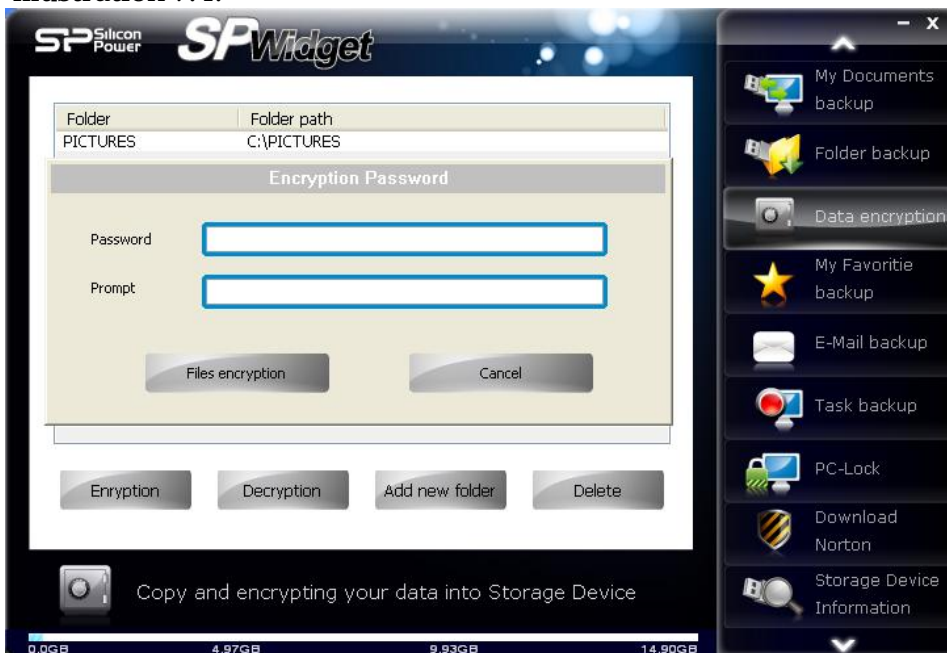 Silicon
Power
SPWidget
- x
Folder Folder path
PICTURES C:\PICTURES
Encryption Password
Password
Prompt
Files encryption Cancel
Enryption Decryption Add new folder Delete
Copy and encrypting your data into Storage Device
0.0GB 4.97GB 9.93GB 14.90GB
My Documents
backup
Folder backup
Data encryption
My Favoritie
backup
E-Mail backup
Task backup
PC-Lock
Download
Norton
Storage Device
Information